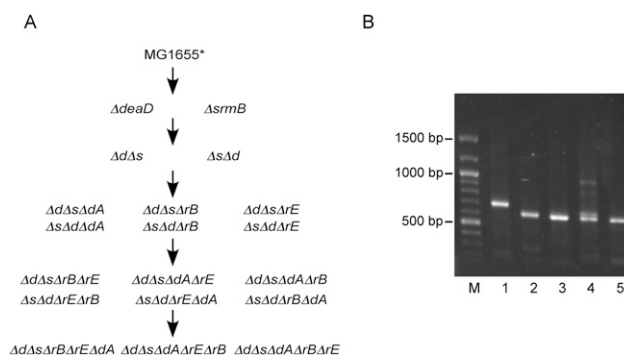 A
B
MG1655*
ΔdeaD ΔsrmB
ΔdΔs ΔsΔd
ΔdΔsΔdA ΔdΔsΔrB ΔdΔsΔrE
ΔsΔdΔdA ΔsΔdΔrB ΔsΔdΔrE
ΔdΔsΔrBΔrE ΔdΔsΔdAΔrE ΔdΔsΔdAΔrB
ΔsΔdΔrEΔrB ΔsΔdΔrEΔdA ΔsΔdΔrBΔdA
ΔdΔsΔrBΔrEΔdA ΔdΔsΔdAΔrEΔrB ΔdΔsΔdAΔrBΔrE
1500 bp
1000 bp
500 bp
M 1 2 3 4 5